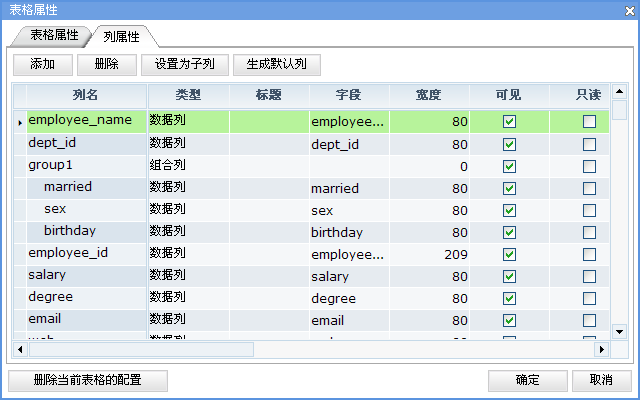 表格属性
表格属性 列属性
添加 删除 设置为子列 生成默认列
列名 类型 标题 字段 宽度 可见 只读
employee_name 数据列 employee... 80
dept_id 数据列 dept_id 80
group1 组合列 0
married 数据列 married 80
sex 数据列 sex 80
birthday 数据列 birthday 80
employee_id 数据列 employee... 209
salary 数据列 salary 80
degree 数据列 degree 80
email 数据列 email 80
数据列 80
删除当前表格的配置 确定 取消